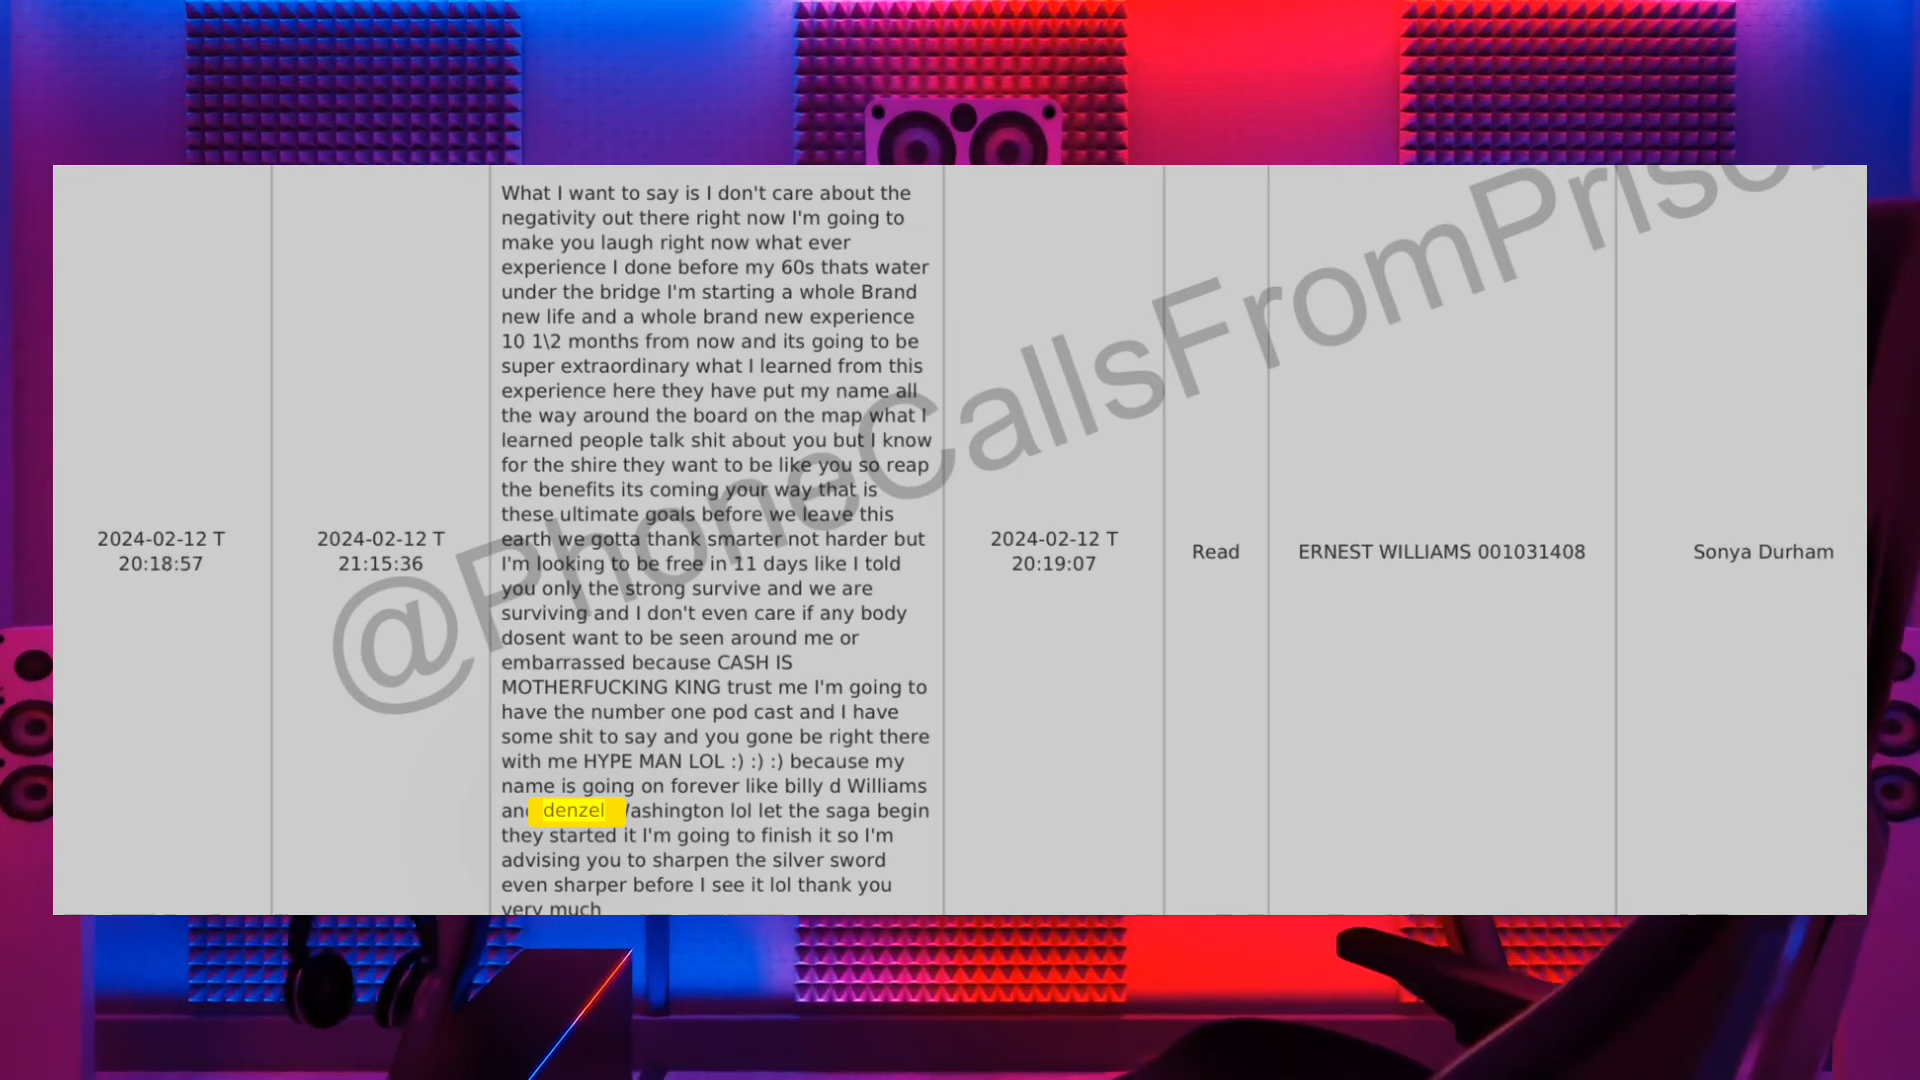 What I want to say is I don't care about the
negativity out there right now I'm going to
make you laugh right now what ever
experience I done before my 60s thats water
under the bridge I'm starting a whole Brand
new life and a whole brand new experience
10 1\2 months from now and its going to be
super extraordinary what I learned from this
experience here they have put my name all
the way around the board on the map what I
learned people talk shit about you but I know
for the shire they want to be like you so reap
the benefits its coming your way that is
these ultimate goals before we leave this
earth we gotta thank smarter not harder but
I'm looking to be free in 11 days like I told
you only the strong survive and we are
surviving and I don't even care if any body
dosent want to be seen around me or
embarrassed because CASH IS
MOTHERFUCKING KING trust me I'm going to
have the number one pod cast and I have
some shit to say and you gone be right there
with me HYPE MAN LOL :) :) :) because my
name is going on forever like billy d Williams
and denzel Washington lol let the saga begin
they started it I'm going to finish it so I'm
advising you to sharpen the silver sword
even sharper before I see it lol thank you
very much
2024-02-12 T
20:18:57
2024-02-12 T
21:15:36
2024-02-12 T
20:19:07
Read
ERNEST WILLIAMS 001031408
Sonya Durham
@PhoneCallsFromPrison